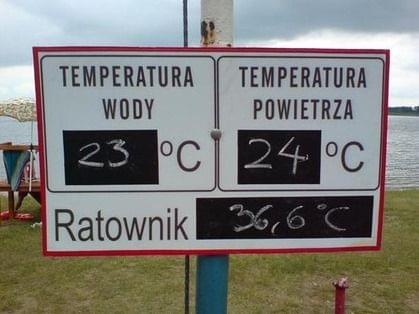 TEMPERATURA
WODY
23 °C
TEMPERATURA
POWIETRZA
24 °C
Ratownik 36,6 °C